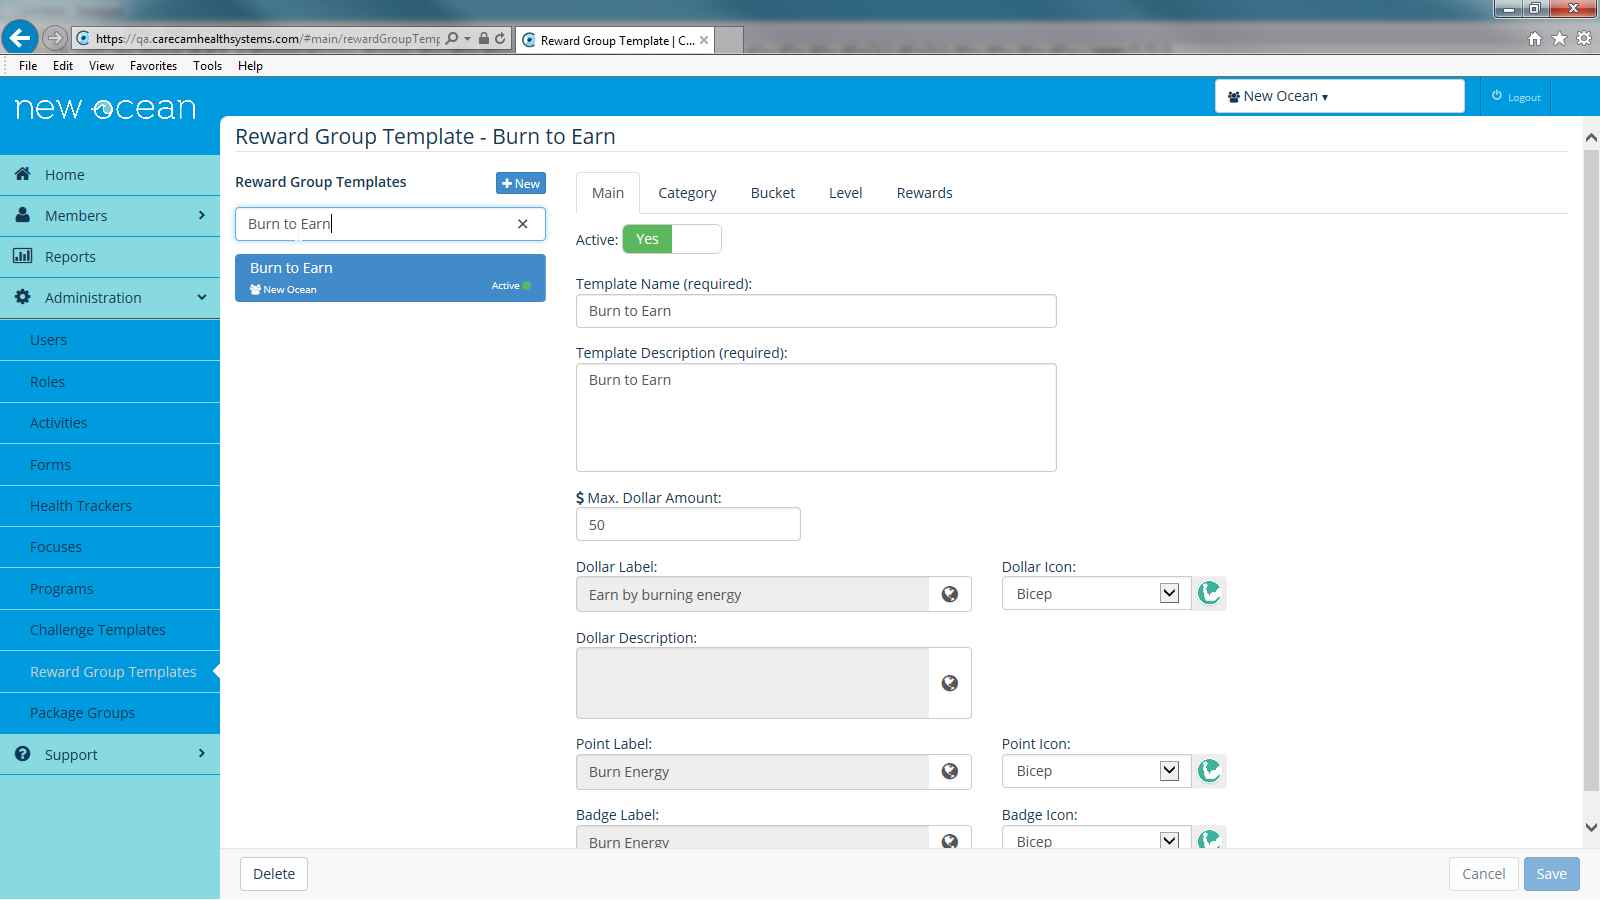 https://qa.carecamhealthsystems.com/#main/rewardGroupTemp
Reward Group Template | C...
File Edit View Favorites Tools Help
new ocean
New Ocean
Logout
Reward Group Template - Burn to Earn
Home
Members
Reports
Administration
Users
Roles
Activities
Forms
Health Trackers
Focuses
Programs
Challenge Templates
Reward Group Templates
Package Groups
Support
Reward Group Templates
New
Burn to Earn
Burn to Earn
New Ocean
Active
Main Category Bucket Level Rewards
Active: Yes
Template Name (required):
Burn to Earn
Template Description (required):
Burn to Earn
$ Max. Dollar Amount:
50
Dollar Label:
Earn by burning energy
Dollar Icon:
Bicep
Dollar Description:
Point Label:
Burn Energy
Point Icon:
Bicep
Badge Label:
Burn Energy
Badge Icon:
Bicep
Delete
Cancel
Save